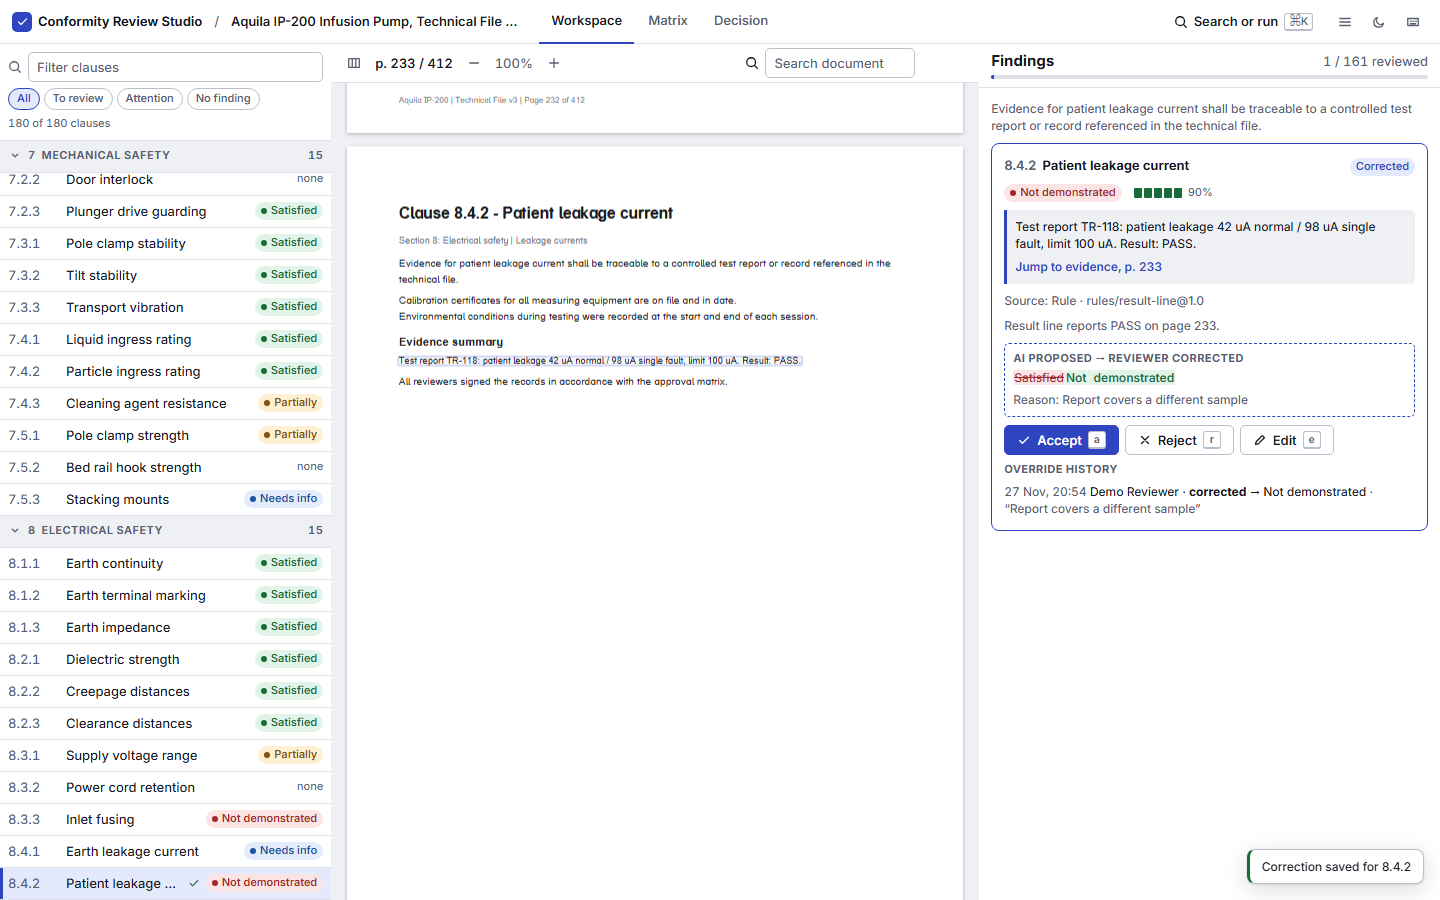 Conformity Review Studio / Aquila IP-200 Infusion Pump, Technical File ...
Workspace
Matrix
Decision
Search or run ⌘K
Filter clauses
All
To review
Attention
No finding
180 of 180 clauses
7 MECHANICAL SAFETY 15
7.2.2 Door interlock none
7.2.3 Plunger drive guarding Satisfied
7.3.1 Pole clamp stability Satisfied
7.3.2 Tilt stability Satisfied
7.3.3 Transport vibration Satisfied
7.4.1 Liquid ingress rating Satisfied
7.4.2 Particle ingress rating Satisfied
7.4.3 Cleaning agent resistance Partially
7.5.1 Pole clamp strength Partially
7.5.2 Bed rail hook strength none
7.5.3 Stacking mounts Needs info
8 ELECTRICAL SAFETY 15
8.1.1 Earth continuity Satisfied
8.1.2 Earth terminal marking Satisfied
8.1.3 Earth impedance Satisfied
8.2.1 Dielectric strength Satisfied
8.2.2 Creepage distances Satisfied
8.2.3 Clearance distances Satisfied
8.3.1 Supply voltage range Partially
8.3.2 Power cord retention none
8.3.3 Inlet fusing Not demonstrated
8.4.1 Earth leakage current Needs info
8.4.2 Patient leakage ... Not demonstrated
p. 233 / 412 100%
Search document
Aquila IP-200 | Technical File v3 | Page 232 of 412
Clause 8.4.2 - Patient leakage current
Section 8: Electrical safety | Leakage currents
Evidence for patient leakage current shall be traceable to a controlled test report or record referenced in the
technical file.
Calibration certificates for all measuring equipment are on file and in date.
Environmental conditions during testing were recorded at the start and end of each session.
Evidence summary
Test report TR-118: patient leakage 42 uA normal / 98 uA single fault, limit 100 uA. Result: PASS.
All reviewers signed the records in accordance with the approval matrix.
Findings 1 / 161 reviewed
Evidence for patient leakage current shall be traceable to a controlled test
report or record referenced in the technical file.
8.4.2 Patient leakage current Corrected
Not demonstrated 90%
Test report TR-118: patient leakage 42 uA normal / 98 uA single
fault, limit 100 uA. Result: PASS.
Jump to evidence, p. 233
Source: Rule · rules/result-line@1.0
Result line reports PASS on page 233.
AI PROPOSED → REVIEWER CORRECTED
Satisfied Not demonstrated
Reason: Report covers a different sample
Accept a
Reject r
Edit e
OVERRIDE HISTORY
27 Nov, 20:54 Demo Reviewer · corrected → Not demonstrated ·
“Report covers a different sample”
Correction saved for 8.4.2